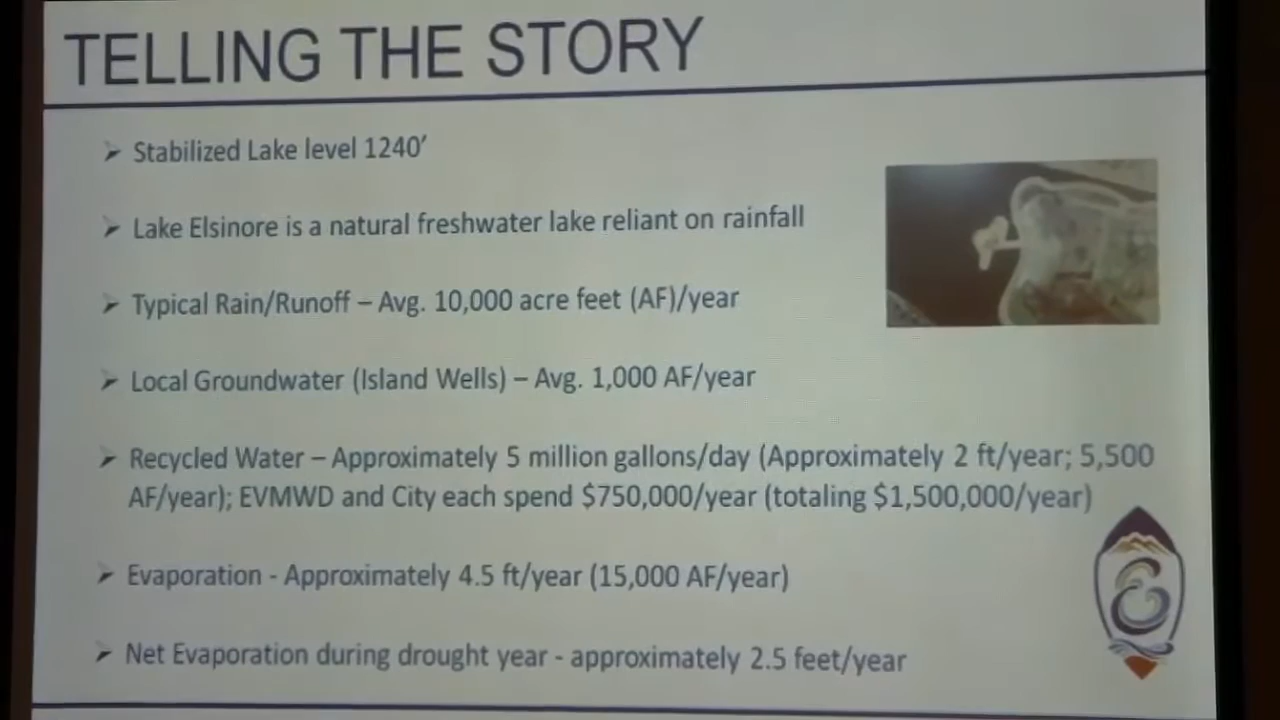 TELLING THE STORY
➢ Stabilized Lake level 1240'
➢ Lake Elsinore is a natural freshwater lake reliant on rainfall
➢ Typical Rain/Runoff – Avg. 10,000 acre feet (AF)/year
➢ Local Groundwater (Island Wells) – Avg. 1,000 AF/year
➢ Recycled Water – Approximately 5 million gallons/day (Approximately 2 ft/year; 5,500
AF/year); EVMWD and City each spend $750,000/year (totaling $1,500,000/year)
➢ Evaporation - Approximately 4.5 ft/year (15,000 AF/year)
➢ Net Evaporation during drought year - approximately 2.5 feet/year